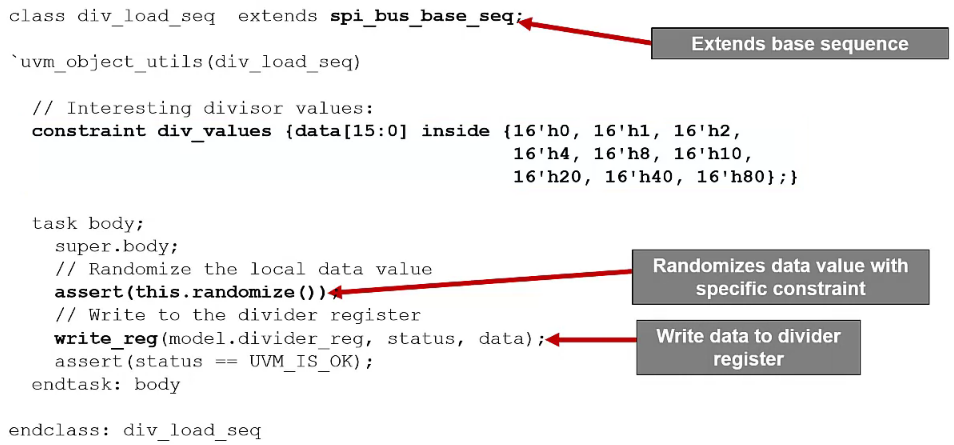 class div_load_seq  extends spi_bus_base_seq;
Extends base sequence
`uvm_object_utils(div_load_seq)
// Interesting divisor values:
constraint div_values {data[15:0] inside {16'h0, 16'h1, 16'h2,
16'h4, 16'h8, 16'h10,
16'h20, 16'h40, 16'h80};}
task body;
super.body;
// Randomize the local data value
Randomizes data value with
specific constraint
assert(this.randomize());
// Write to the divider register
write_reg(model.divider_reg, status, data);
Write data to divider
register
assert(status == UVM_IS_OK);
endtask: body
endclass: div_load_seq